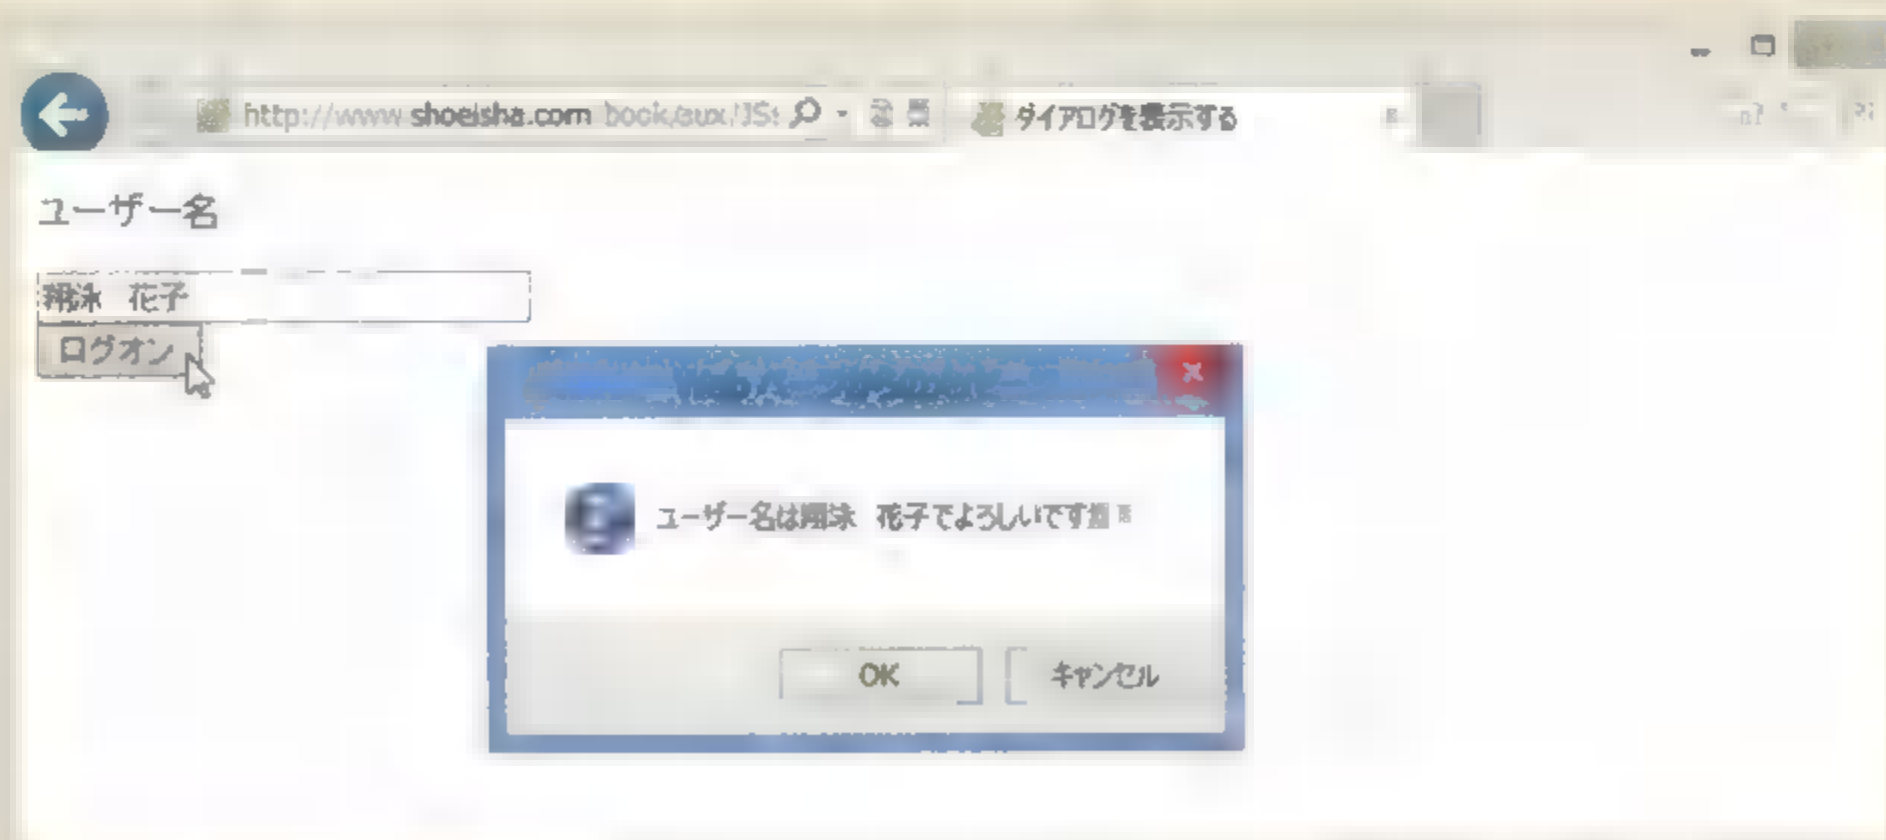 http://www.shoeisha.com/book/aux/JS
ダイアログを表示する
ユーザー名
翔泳 花子
ログオン
ユーザー名は翔泳 花子でよろしいですか
OK
キャンセル